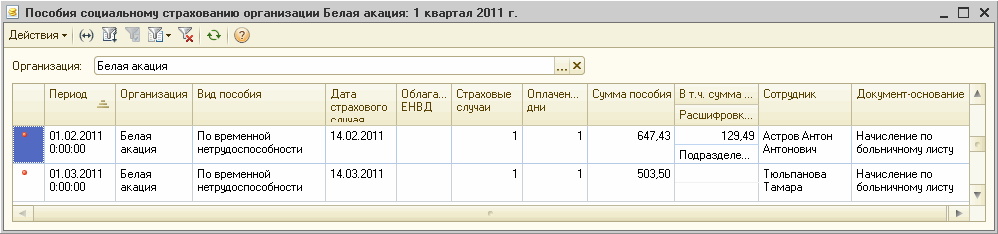 Пособия социальному страхованию организации Белая акация: 1 квартал 2011 г.
Действия
Организация: Белая акация ...
Период Организация Вид пособия Дата страхового случая Облага... ЕНВД Страховые случаи Оплачен... дни Сумма пособия В т.ч. сумма ... Расшифровк... Сотрудник Документ-основание
01.02.2011 0:00:00 Белая акация По временной нетрудоспособности 14.02.2011 1 1 647,43 129,49 Подразделе... Астров Антон Антонович Начисление по больничному листу
01.03.2011 0:00:00 Белая акация По временной нетрудоспособности 14.03.2011 1 1 503,50 Тюльпанова Тамара Начисление по больничному листу